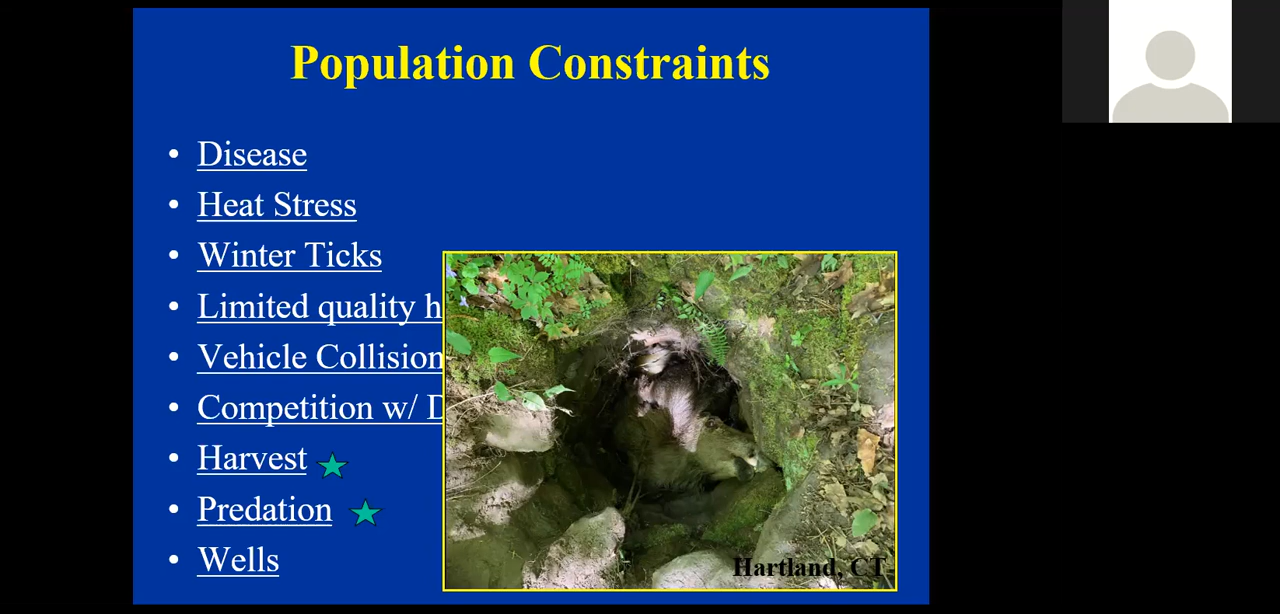 Population Constraints
• Disease
• Heat Stress
• Winter Ticks
• Limited quality h
• Vehicle Collision
• Competition w/ D
• Harvest
• Predation
• Wells
Hartland, CT